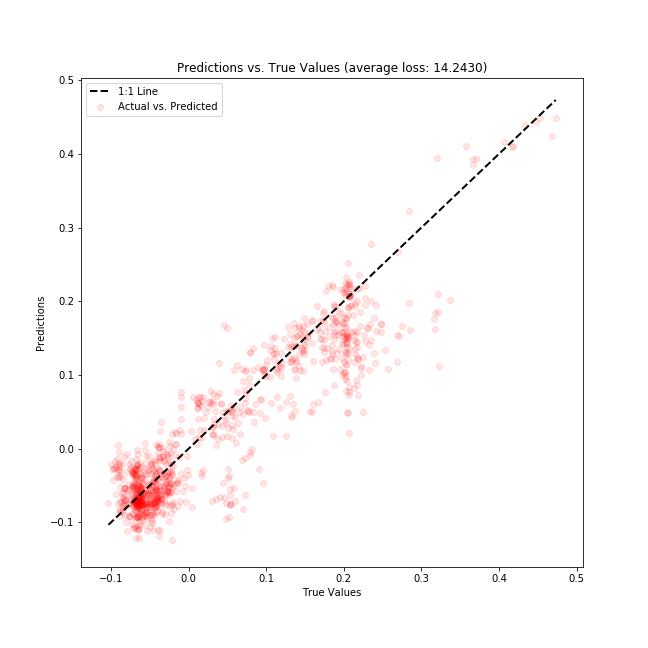 Predictions vs. True Values (average loss: 14.2430)
1:1 Line
Actual vs. Predicted
0.5
0.4
0.3
0.2
0.1
0.0
−0.1
Predictions
−0.1
0.0
0.1
0.2
0.3
0.4
0.5
True Values